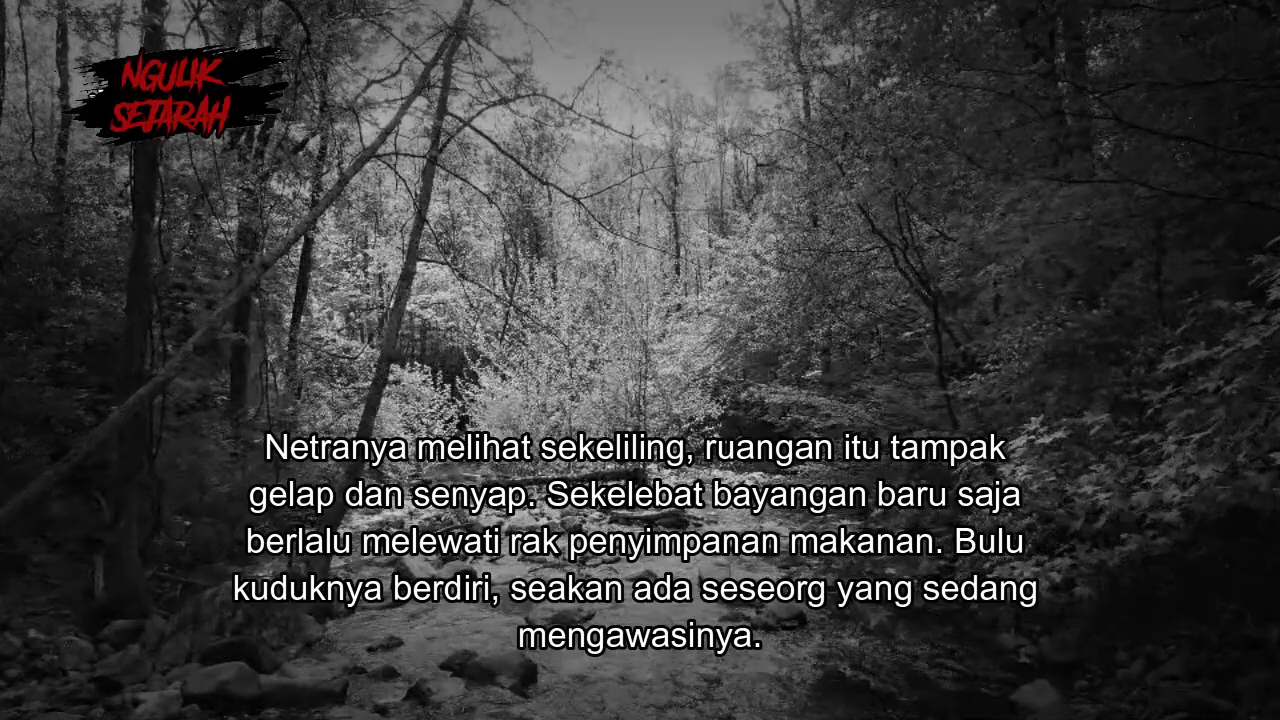 NGULIK
SEJARAH
Netranya melihat sekeliling, ruangan itu tampak
gelap dan senyap. Sekelebat bayangan baru saja
berlalu melewati rak penyimpanan makanan. Bulu
kuduknya berdiri, seakan ada seseorg yang sedang
mengawasinya.